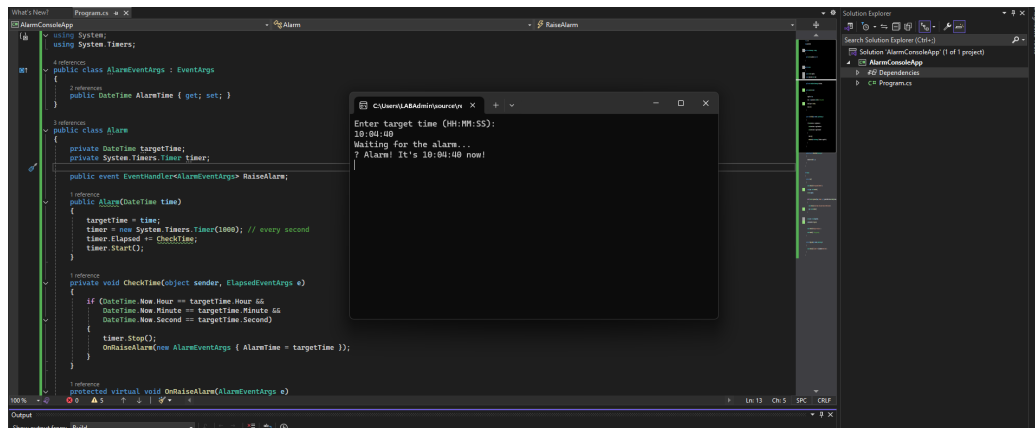 What's New?
Program.cs
AlarmConsoleApp
Alarm
RaiseAlarm
using System;
using System.Timers;
4 references
public class AlarmEventArgs : EventArgs
{
2 references
public DateTime AlarmTime { get; set; }
}
3 references
public class Alarm
{
private DateTime targetTime;
private System.Timers.Timer timer;
public event EventHandler<AlarmEventArgs> RaiseAlarm;
1 reference
public Alarm(DateTime time)
{
targetTime = time;
timer = new System.Timers.Timer(1000); // every second
timer.Elapsed += CheckTime;
timer.Start();
}
1 reference
private void CheckTime(object sender, ElapsedEventArgs e)
{
if (DateTime.Now.Hour == targetTime.Hour &&
DateTime.Now.Minute == targetTime.Minute &&
DateTime.Now.Second == targetTime.Second)
{
timer.Stop();
OnRaiseAlarm(new AlarmEventArgs { AlarmTime = targetTime });
}
}
1 reference
protected virtual void OnRaiseAlarm(AlarmEventArgs e)
100 %
0
5
Ln: 13 Ch: 5 SPC CRLF
Output
C:\Users\LABAdmin\source\re
Enter target time (HH:MM:SS):
10:04:40
Waiting for the alarm...
? Alarm! It's 10:04:40 now!
Solution Explorer
Search Solution Explorer (Ctrl+;)
Solution 'AlarmConsoleApp' (1 of 1 project)
AlarmConsoleApp
Dependencies
C# Program.cs